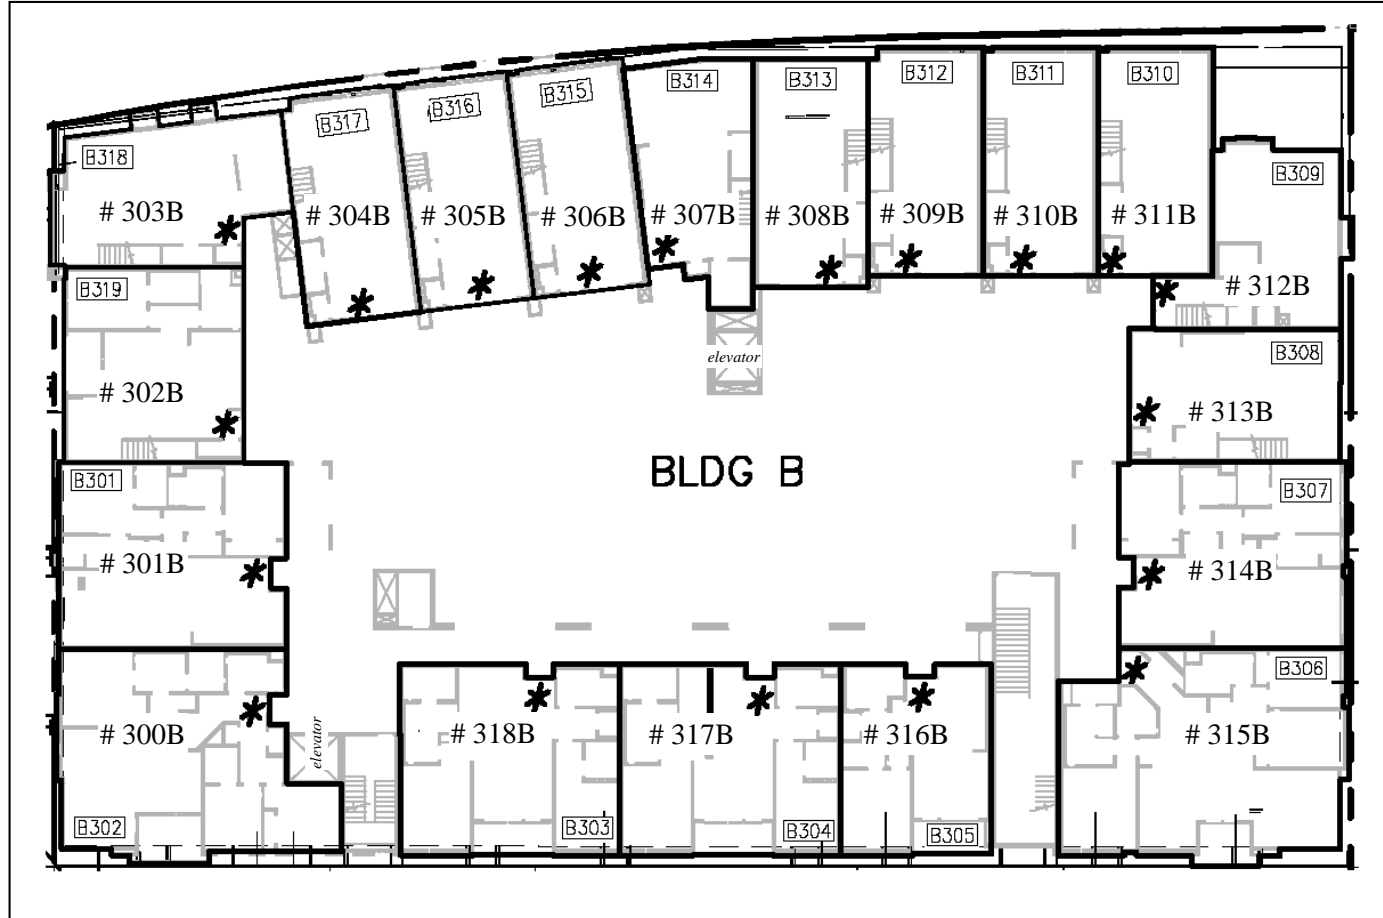 B314
B313
B312
B311
B310
B315
B316
B317
B318
B309
# 303B
# 304B
# 305B
# 306B
# 307B
# 308B
# 309B
# 310B
# 311B
B319
# 312B
elevator
B308
# 302B
# 313B
BLDG B
B301
B307
# 301B
# 314B
B306
# 300B
elevator
# 318B
# 317B
# 316B
# 315B
B302
B303
B304
B305